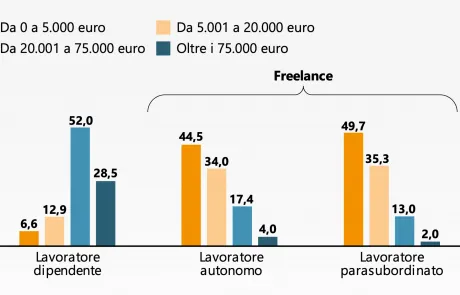 Da 0 a 5.000 euro
Da 5.001 a 20.000 euro
Da 20.001 a 75.000 euro
Oltre i 75.000 euro
Freelance
6,6
12,9
52,0
28,5
44,5
34,0
17,4
4,0
49,7
35,3
13,0
2,0
Lavoratore
dipendente
Lavoratore
autonomo
Lavoratore
parasubordinato